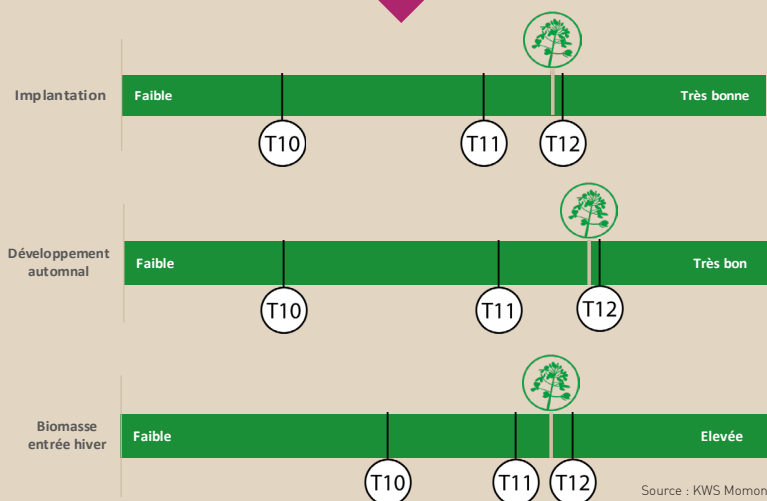 Implantation
Faible
Très bonne
T10
T11
T12
Développement
automnal
Faible
Très bon
T10
T11
T12
Biomasse
entrée hiver
Faible
Elevée
T10
T11
T12
Source : KWS Momon